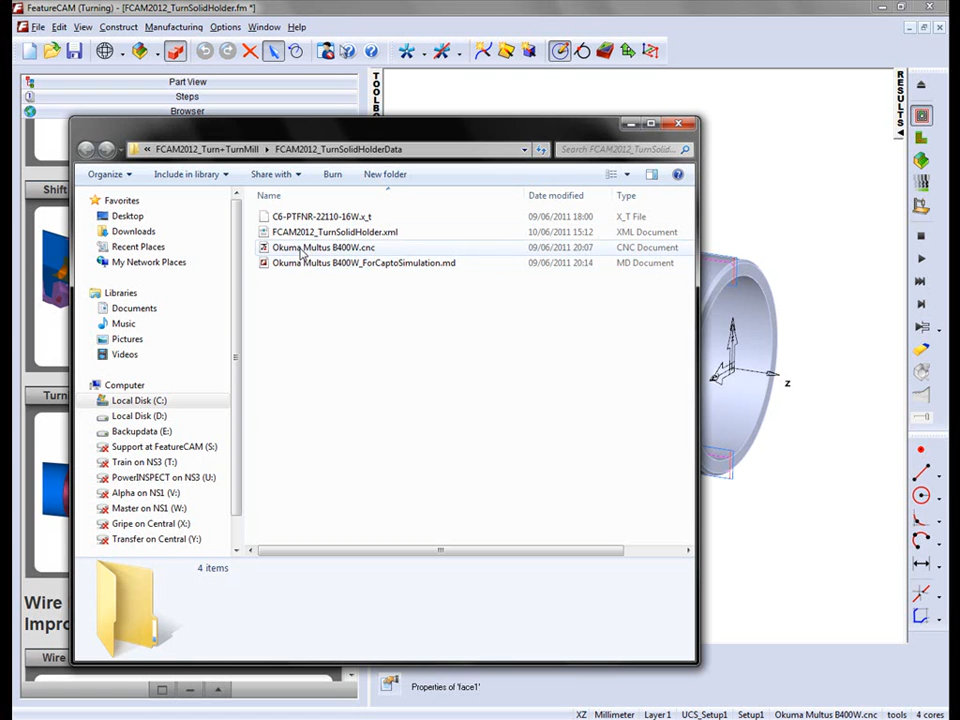 FeatureCAM (Turning) - [FCAM2012_TurnSolidHolder.fm *]
File Edit View Construct Manufacturing Options Window Help
Part View
Steps
Browser
TOOLBO
RESULTS
FCAM2012_Turn+TurnMill FCAM2012_TurnSolidHolderData
Search FCAM2012_TurnSolid...
Organize Include in library Share with Burn New folder
Name Date modified Type
C6-PTFNR-22110-16W.x_t 09/06/2011 18:00 X_T File
FCAM2012_TurnSolidHolder.xml 10/06/2011 15:12 XML Document
Okuma Multus B400W.cnc 09/06/2011 20:07 CNC Document
Okuma Multus B400W_ForCaptoSimulation.md 09/06/2011 20:14 MD Document
Favorites
Desktop
Downloads
Recent Places
My Network Places
Libraries
Documents
Music
Pictures
Videos
Computer
Local Disk (C:)
Local Disk (D:)
Backupdata (E:)
Support at FeatureCAM (S:)
Train on NS3 (T:)
PowerINSPECT on NS3 (U:)
Alpha on NS1 (V:)
Master on NS1 (W:)
Gripe on Central (X:)
Transfer on Central (Y:)
4 items
Shift
Turn
Wire
Impro
Wire
z
Properties of 'face1'
XZ Millimeter Layer1 UCS_Setup1 Setup1 Okuma Multus B400W.cnc tools 4 cores